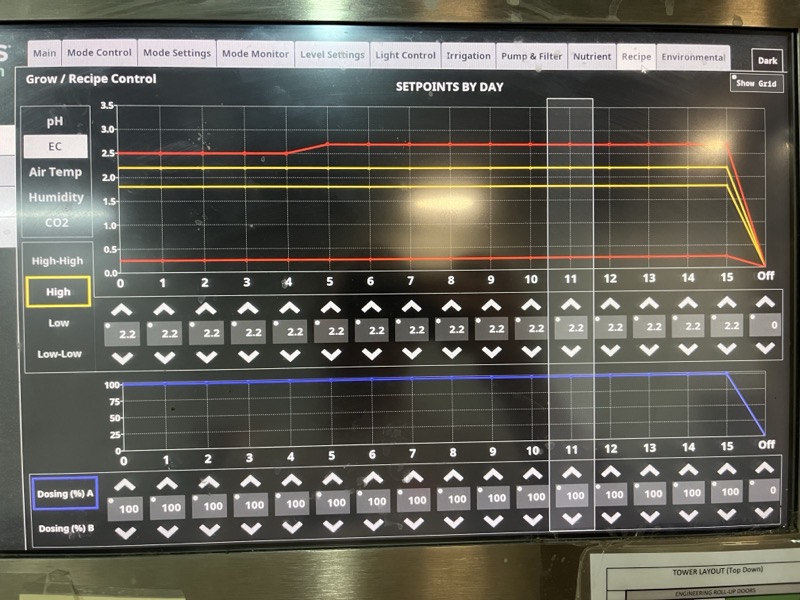 Main Mode Control Mode Settings Mode Monitor Level Settings Light Control Irrigation Pump & Filter Nutrient Recipe Environmental Dark
Grow / Recipe Control
SETPOINTS BY DAY
Show Grid
pH
EC
Air Temp
Humidity
CO2
High-High
High
Low
Low-Low
3.5
3.0
2.5
2.0
1.5
1.0
0.5
0.0
0 1 2 3 4 5 6 7 8 9 10 11 12 13 14 15 Off
2.2 2.2 2.2 2.2 2.2 2.2 2.2 2.2 2.2 2.2 2.2 2.2 2.2 2.2 2.2 2.2 0
100
75
50
25
0
0 1 2 3 4 5 6 7 8 9 10 11 12 13 14 15 Off
Dosing (%) A
100 100 100 100 100 100 100 100 100 100 100 100 100 100 100 100 0
Dosing (%) B
TOWER LAYOUT (Top Down)
ENGINEERING ROLL-UP DOORS